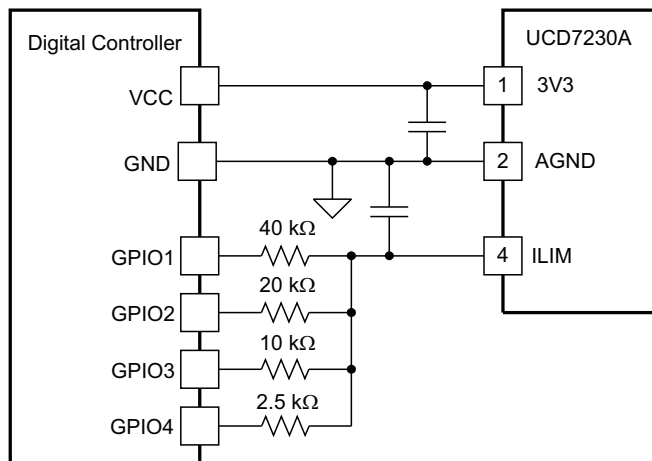 Digital Controller
UCD7230A
VCC
1
3V3
GND
2
AGND
40 kΩ
GPIO1
4
ILIM
20 kΩ
GPIO2
10 kΩ
GPIO3
2.5 kΩ
GPIO4